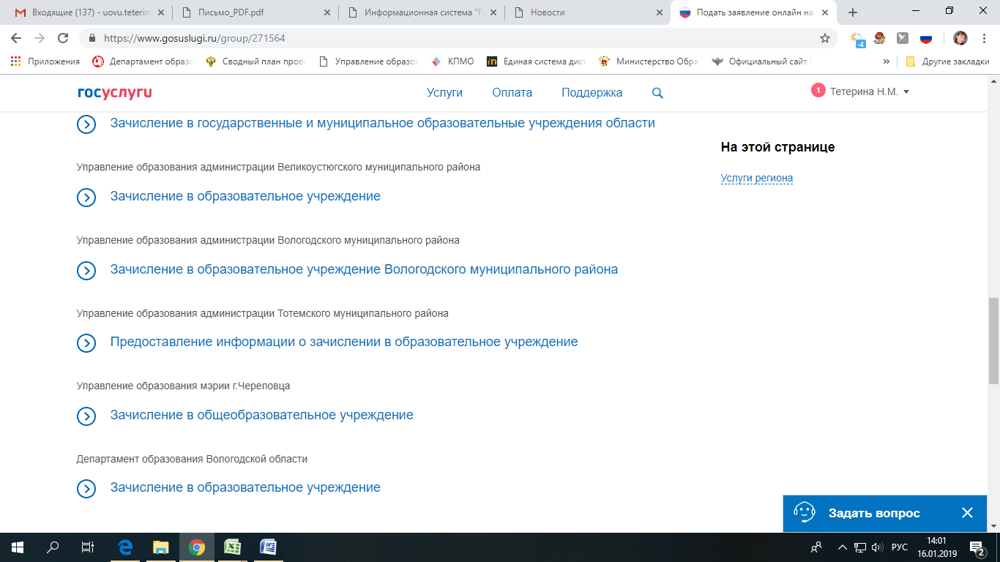 Входящие (137) - uovu.teterin
Письмо_PDF.pdf
Информационная система "Г
Новости
Подать заявление онлайн на
https://www.gosuslugi.ru/group/271564
-4
Приложения
Департамент образо
Сводный план прове
Управление образов
КПМО
Единая система дист
Министерство Обра
Официальный сайт
»
Другие закладки
госуслуги
Услуги
Оплата
Поддержка
1
Тетерина Н.М.
Зачисление в государственные и муниципальное образовательные учреждения области
На этой странице
Услуги региона
Управление образования администрации Великоустюгского муниципального района
Зачисление в образовательное учреждение
Управление образования администрации Вологодского муниципального района
Зачисление в образовательное учреждение Вологодского муниципального района
Управление образования администрации Тотемского муниципального района
Предоставление информации о зачислении в образовательное учреждение
Управление образования мэрии г.Череповца
Зачисление в общеобразовательное учреждение
Департамент образования Вологодской области
Зачисление в образовательное учреждение
Задать вопрос
РУС
14:01
16.01.2019
2